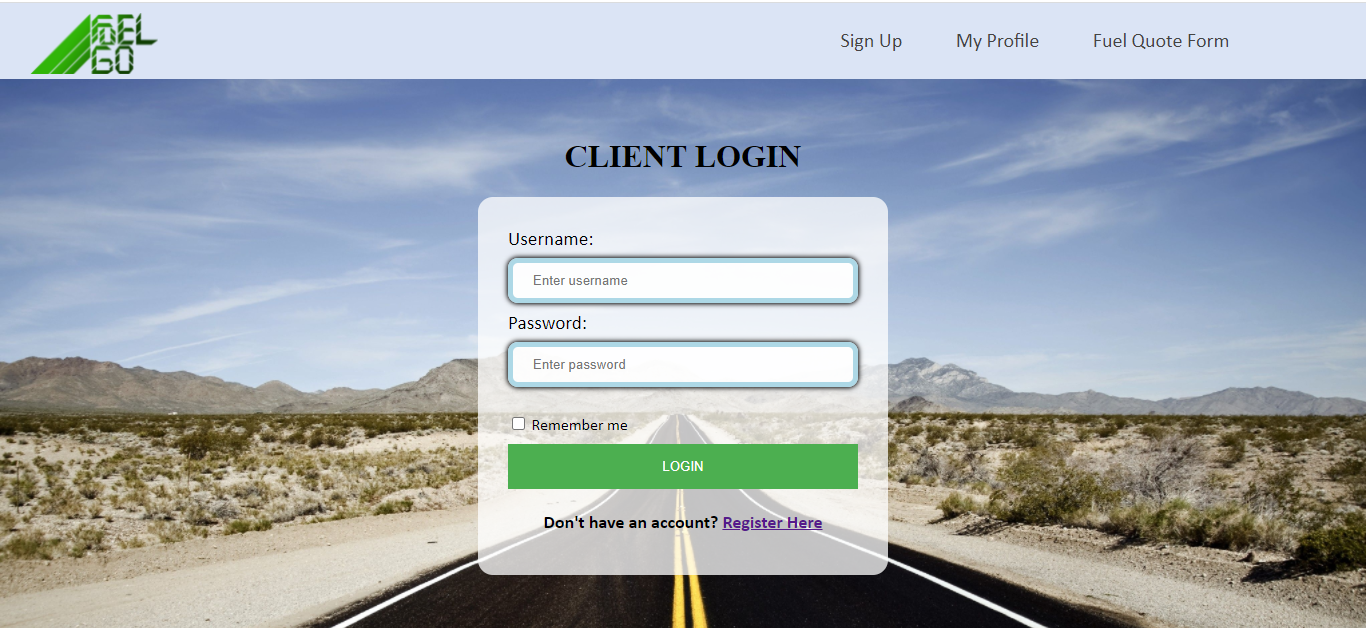 Sign Up My Profile Fuel Quote Form
CLIENT LOGIN
Username:
Enter username
Password:
Enter password
Remember me
LOGIN
Don't have an account? Register Here